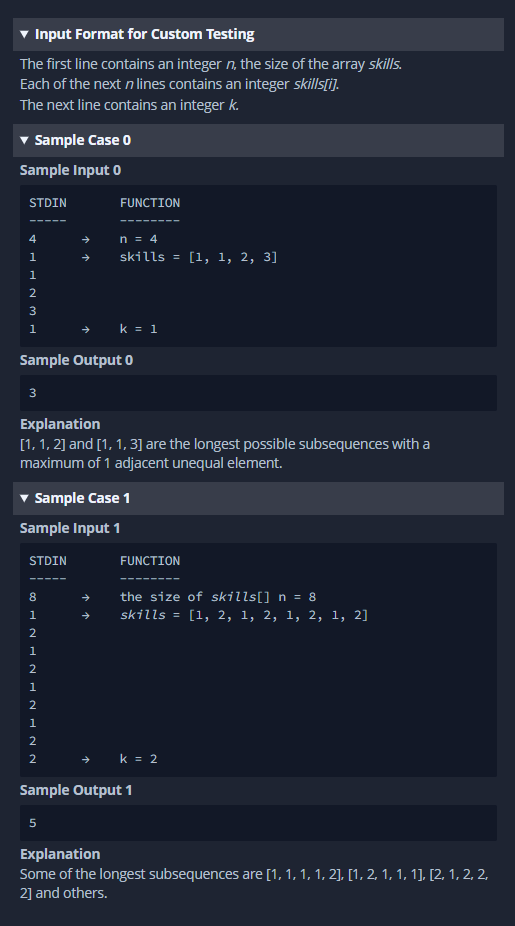 ▼ Input Format for Custom Testing
The first line contains an integer n, the size of the array skills.
Each of the next n lines contains an integer skills[i].
The next line contains an integer k.
▼ Sample Case 0
Sample Input 0
STDIN FUNCTION
----- --------
4 → n = 4
1 → skills = [1, 1, 2, 3]
1
2
3
1 → k = 1
Sample Output 0
3
Explanation
[1, 1, 2] and [1, 1, 3] are the longest possible subsequences with a
maximum of 1 adjacent unequal element.
▼ Sample Case 1
Sample Input 1
STDIN FUNCTION
----- --------
8 → the size of skills[] n = 8
1 → skills = [1, 2, 1, 2, 1, 2, 1, 2]
2
1
2
1
2
1
2
2 → k = 2
Sample Output 1
5
Explanation
Some of the longest subsequences are [1, 1, 1, 1, 2], [1, 2, 1, 1, 1], [2, 1, 2, 2,
2] and others.